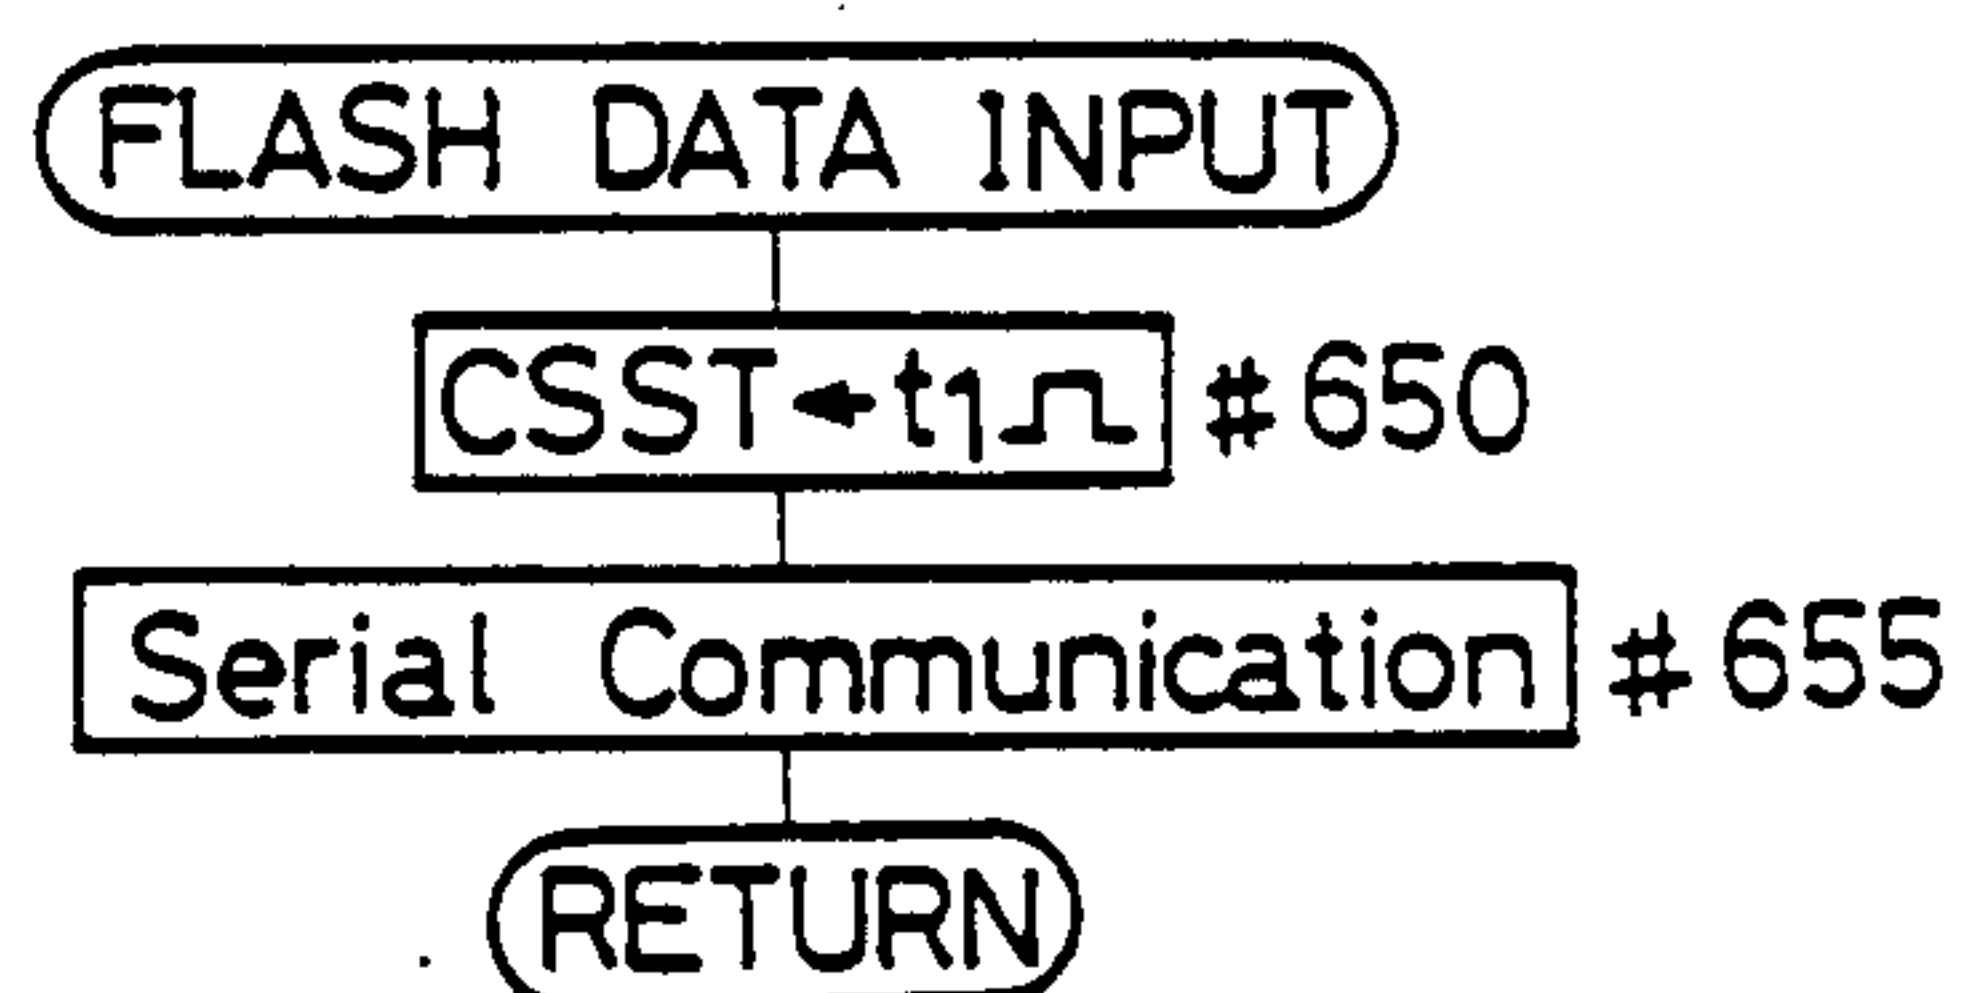 FLASH DATA INPUT
CSST←t1⎍ #650
Serial Communication #655
RETURN